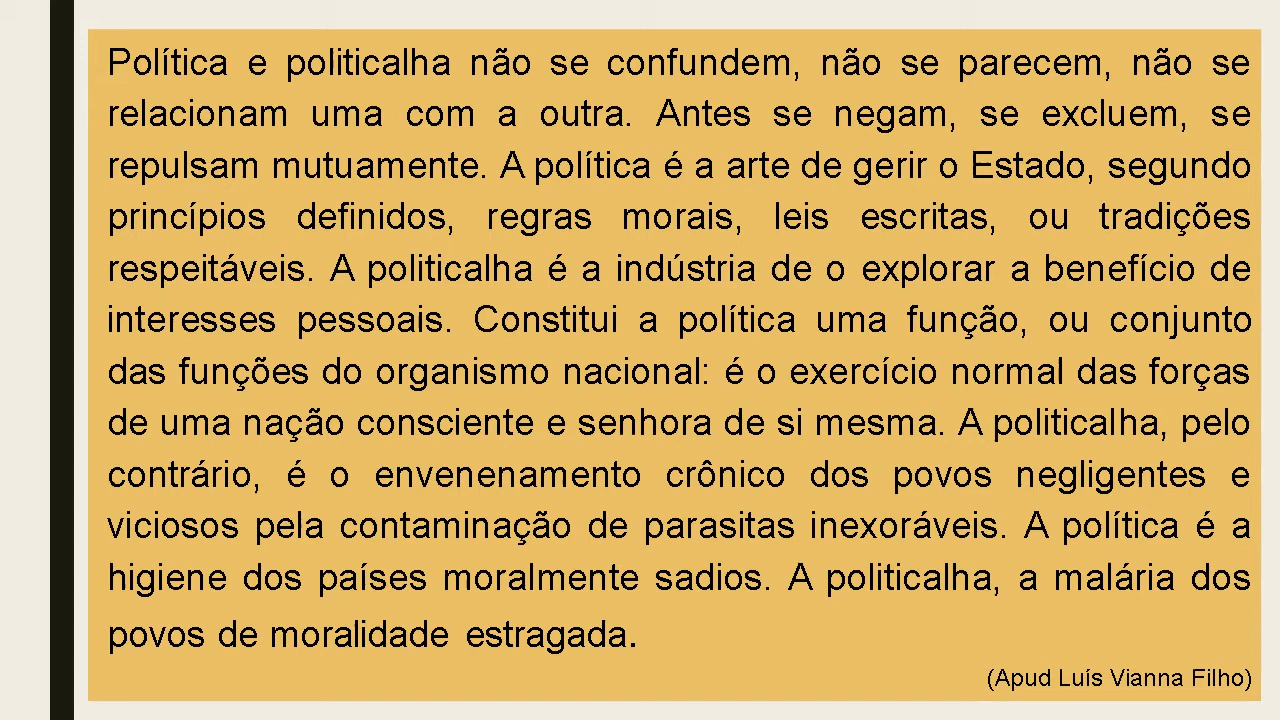 Política e politicalha não se confundem, não se parecem, não se
relacionam uma com a outra. Antes se negam, se excluem, se
repulsam mutuamente. A política é a arte de gerir o Estado, segundo
princípios definidos, regras morais, leis escritas, ou tradições
respeitáveis. A politicalha é a indústria de o explorar a benefício de
interesses pessoais. Constitui a política uma função, ou conjunto
das funções do organismo nacional: é o exercício normal das forças
de uma nação consciente e senhora de si mesma. A politicalha, pelo
contrário, é o envenenamento crônico dos povos negligentes e
viciosos pela contaminação de parasitas inexoráveis. A política é a
higiene dos países moralmente sadios. A politicalha, a malária dos
povos de moralidade estragada.
(Apud Luís Vianna Filho)